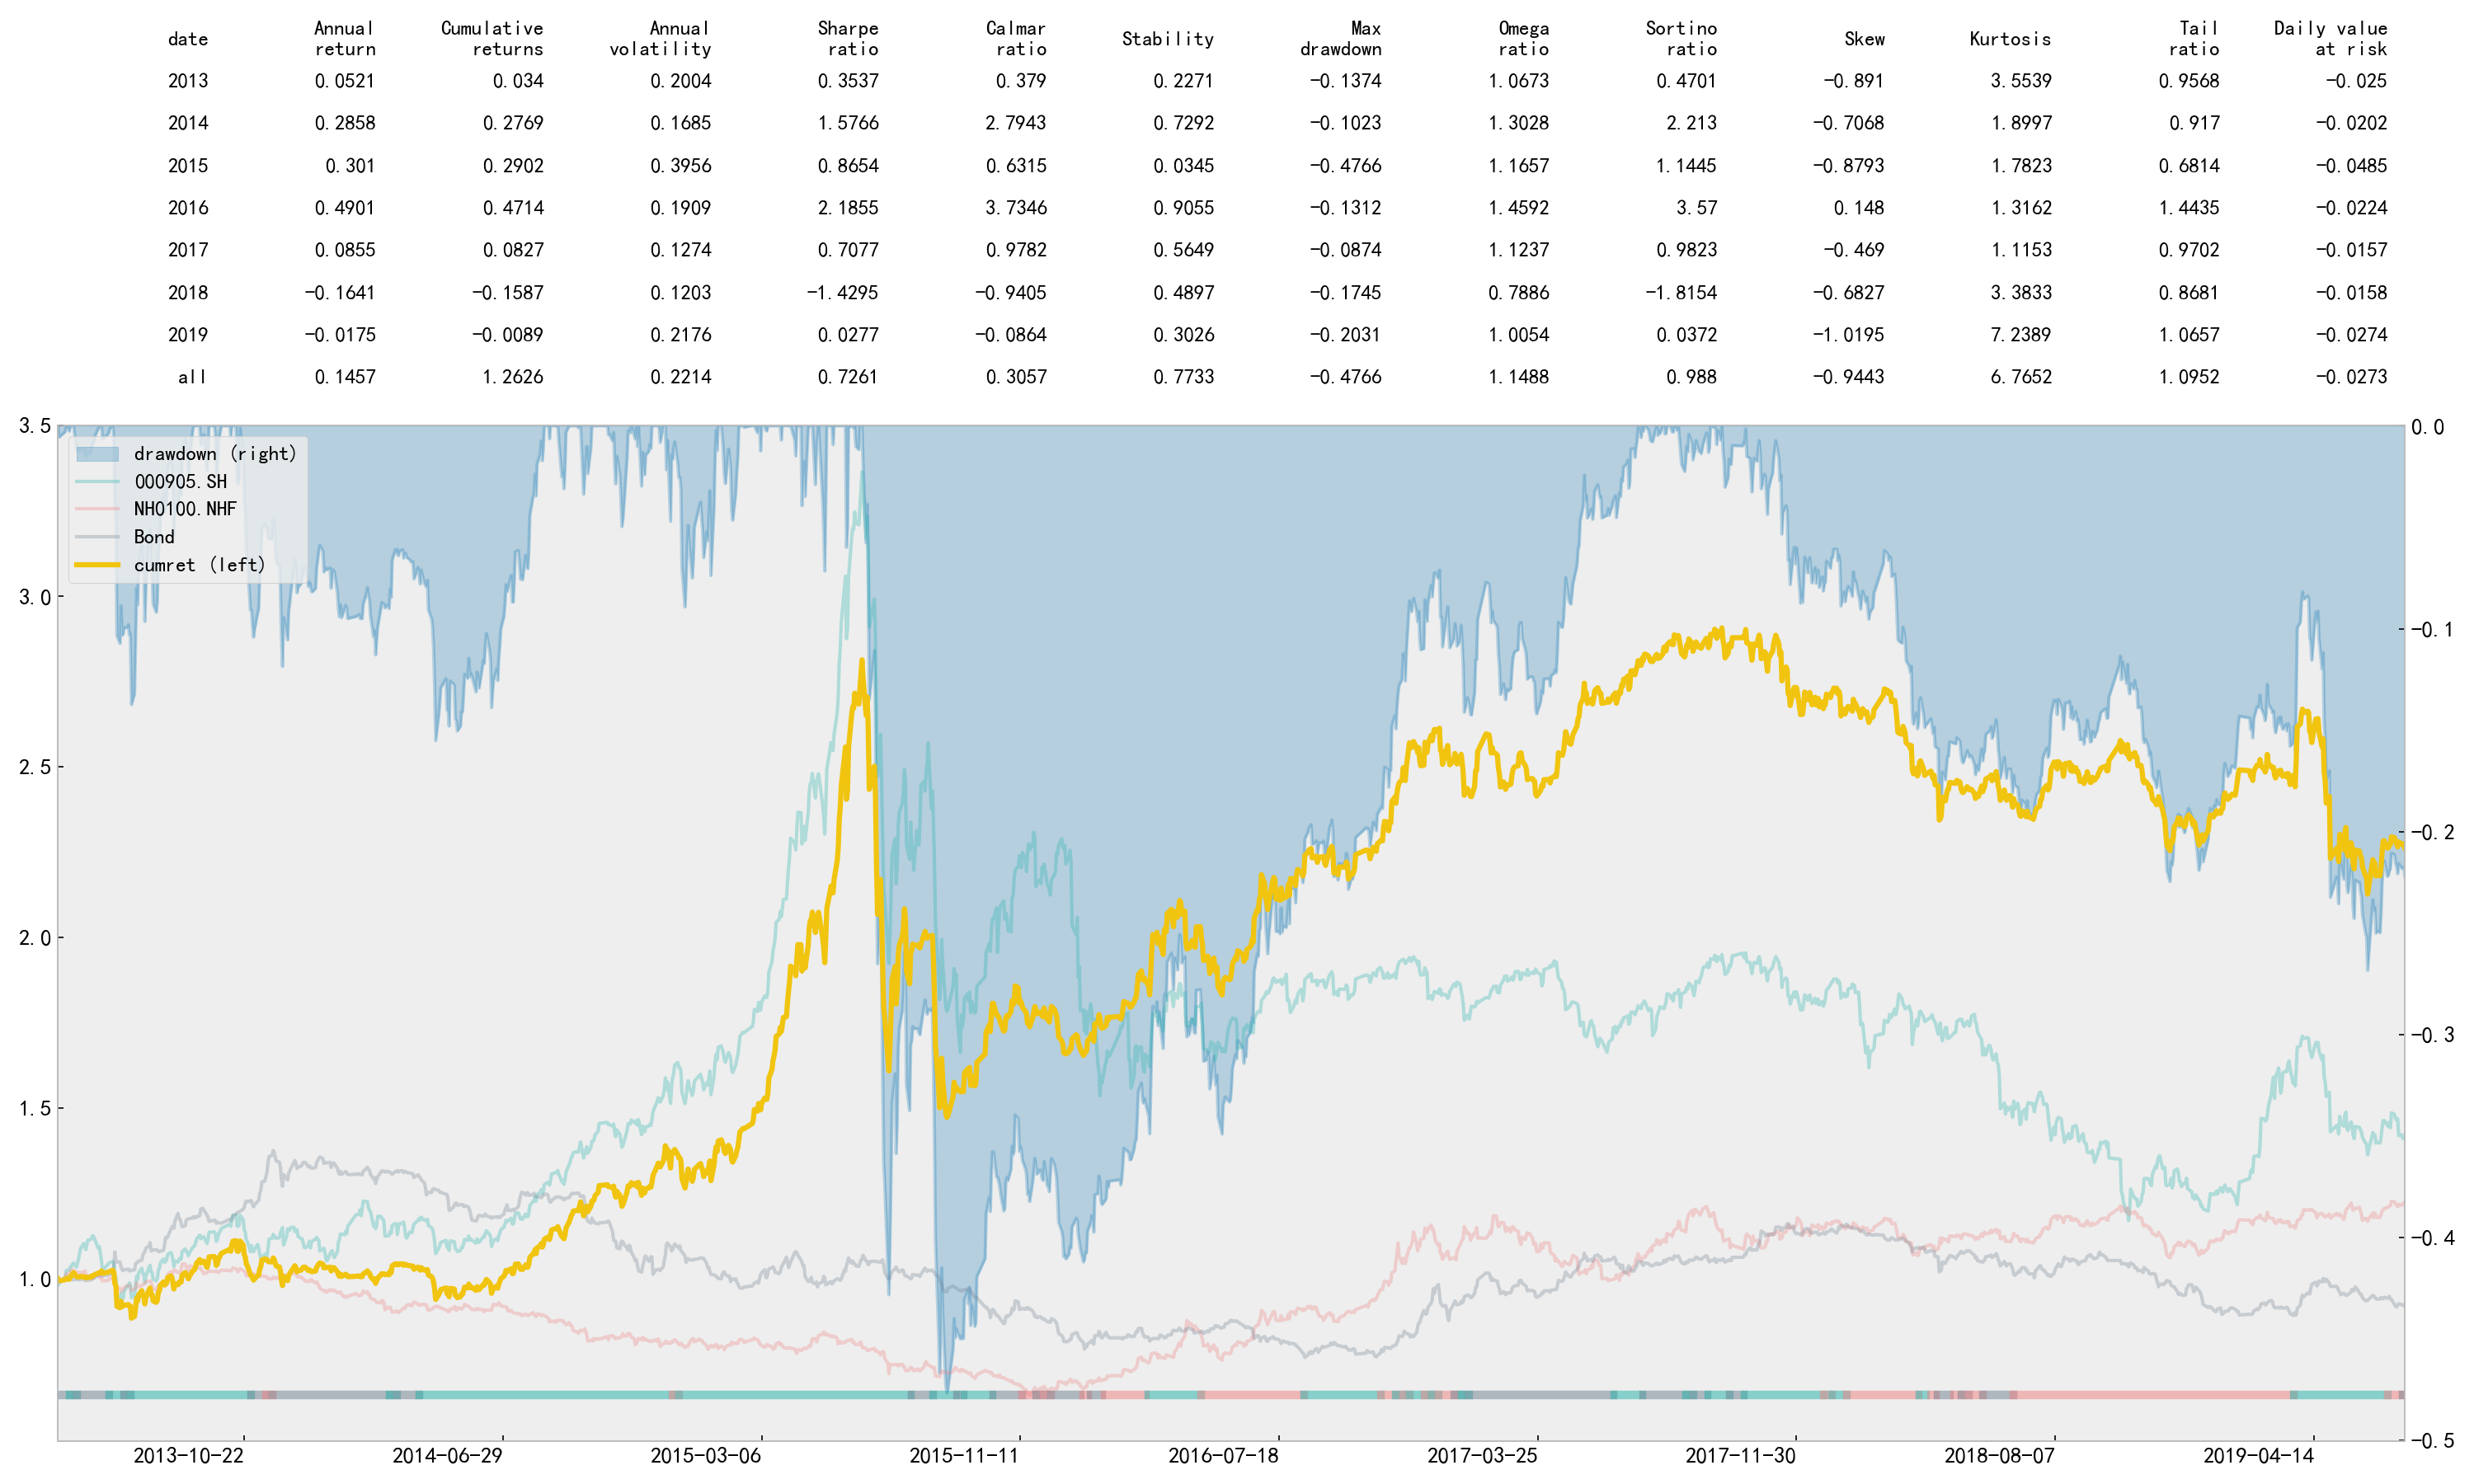 date Annual return Cumulative returns Annual volatility Sharpe ratio Calmar ratio Stability Max drawdown Omega ratio Sortino ratio Skew Kurtosis Tail ratio Daily value at risk
2013 0.0521 0.034 0.2004 0.3537 0.379 0.2271 −0.1374 1.0673 0.4701 −0.891 3.5539 0.9568 −0.025
2014 0.2858 0.2769 0.1685 1.5766 2.7943 0.7292 −0.1023 1.3028 2.213 −0.7068 1.8997 0.917 −0.0202
2015 0.301 0.2902 0.3956 0.8654 0.6315 0.0345 −0.4766 1.1657 1.1445 −0.8793 1.7823 0.6814 −0.0485
2016 0.4901 0.4714 0.1909 2.1855 3.7346 0.9055 −0.1312 1.4592 3.57 0.148 1.3162 1.4435 −0.0224
2017 0.0855 0.0827 0.1274 0.7077 0.9782 0.5649 −0.0874 1.1237 0.9823 −0.469 1.1153 0.9702 −0.0157
2018 −0.1641 −0.1587 0.1203 −1.4295 −0.9405 0.4897 −0.1745 0.7886 −1.8154 −0.6827 3.3833 0.8681 −0.0158
2019 −0.0175 −0.0089 0.2176 0.0277 −0.0864 0.3026 −0.2031 1.0054 0.0372 −1.0195 7.2389 1.0657 −0.0274
all 0.1457 1.2626 0.2214 0.7261 0.3057 0.7733 −0.4766 1.1488 0.988 −0.9443 6.7652 1.0952 −0.0273
3.5
3.0
2.5
2.0
1.5
1.0
drawdown (right)
000905.SH
NH0100.NHF
Bond
cumret (left)
0.0
−0.1
−0.2
−0.3
−0.4
−0.5
2013−10−22 2014−06−29 2015−03−06 2015−11−11 2016−07−18 2017−03−25 2017−11−30 2018−08−07 2019−04−14